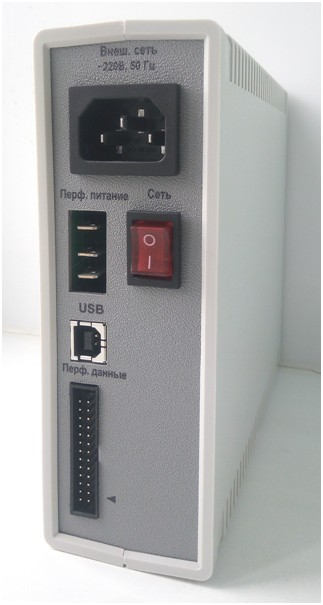 Внеш. сеть
~220В, 50 Гц
Перф. питание
Сеть
O
I
USB
Перф. данные